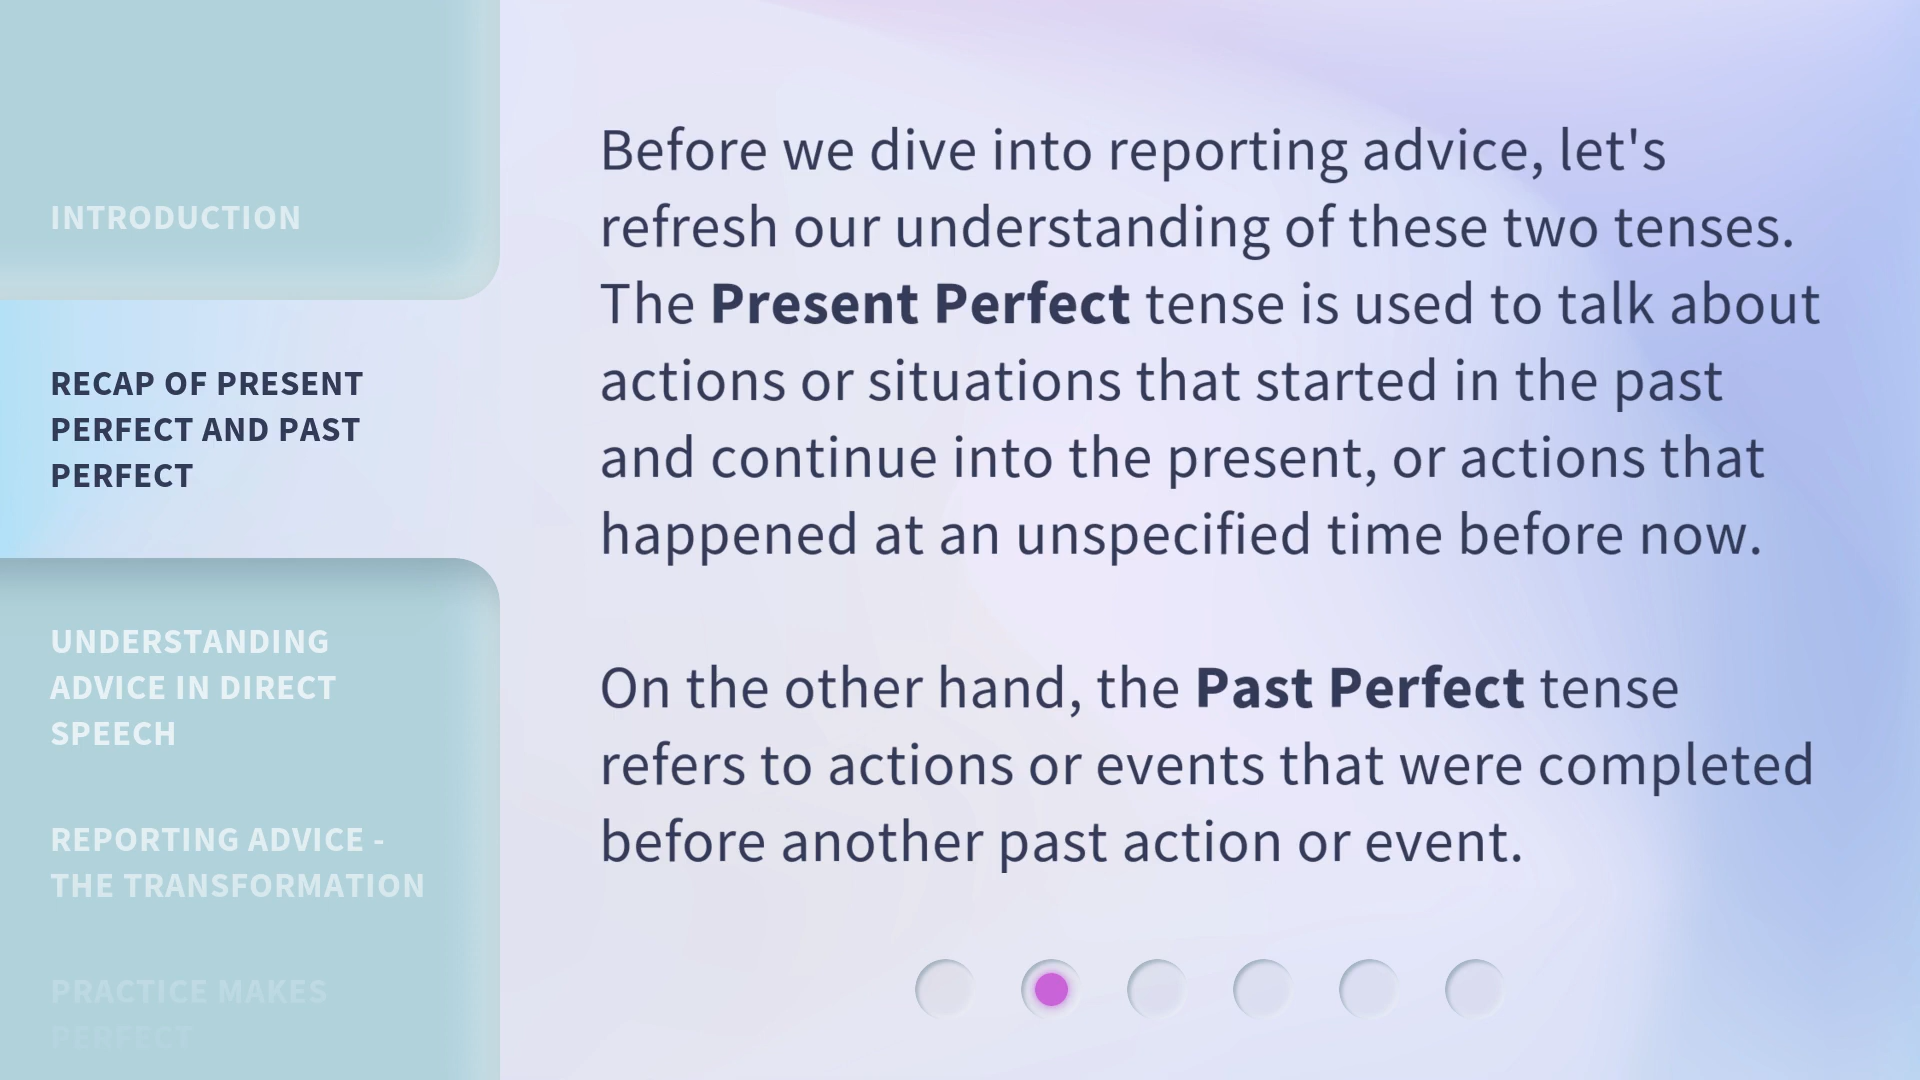 INTRODUCTION
RECAP OF PRESENT
PERFECT AND PAST
PERFECT
UNDERSTANDING
ADVICE IN DIRECT
SPEECH
REPORTING ADVICE -
THE TRANSFORMATION
PRACTICE MAKES
PERFECT
Before we dive into reporting advice, let's
refresh our understanding of these two tenses.
The Present Perfect tense is used to talk about
actions or situations that started in the past
and continue into the present, or actions that
happened at an unspecified time before now.
On the other hand, the Past Perfect tense
refers to actions or events that were completed
before another past action or event.